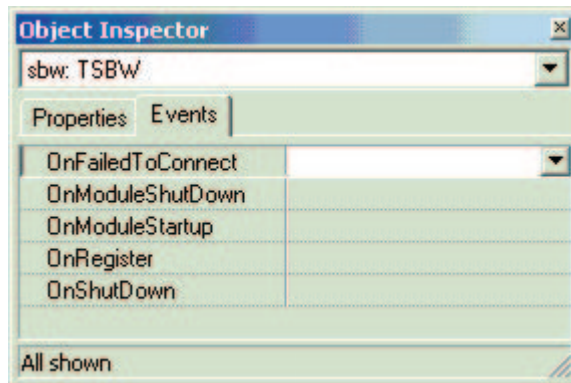 Object Inspector
sbw: TSBW
Properties Events
OnFailedToConnect
OnModuleShutDown
OnModuleStartup
OnRegister
OnShutDown
All shown